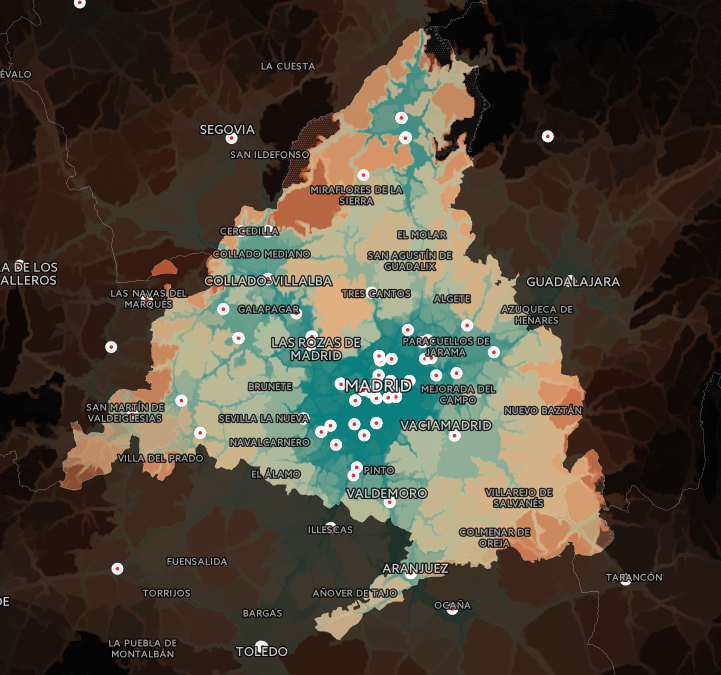 ÉVALO
LA CUESTA
SEGOVIA
SAN ILDEFONSO
MIRAFLORES DE LA
SIERRA
CERCEDILLA
EL MOLAR
COLLADO MEDIANO
SAN AGUSTÍN DE
GUADALIX
A DE LOS
ALLEROS
COLLADO-VILLALBA
GUADALAJARA
LAS NAVAS DEL
MARQUÉS
TRES CANTOS
ALGETE
GALAPAGAR
AZUQUECA DE
HENARES
LAS ROZAS DE
MADRID
PARACUELLOS DE
JARAMA
BRUNETE
MADRID
MEJORADA DEL
CAMPO
SAN MARTÍN DE
VALDEIGLESIAS
NUEVO BAZTÁN
SEVILLA LA NUEVA
VACIAMADRID
NAVALCARNERO
VILLA DEL PRADO
EL ÁLAMO
PINTO
VALDEMORO
VILLAREJO DE
SALVANÉS
ILLESCAS
COLMENAR DE
OREJA
FUENSALIDA
ARANJUEZ
TARANCÓN
TORRIJOS
AÑOVER DE TAJO
DE
OCAÑA
BARGAS
LA PUEBLA DE
MONTALBÁN
TOLEDO